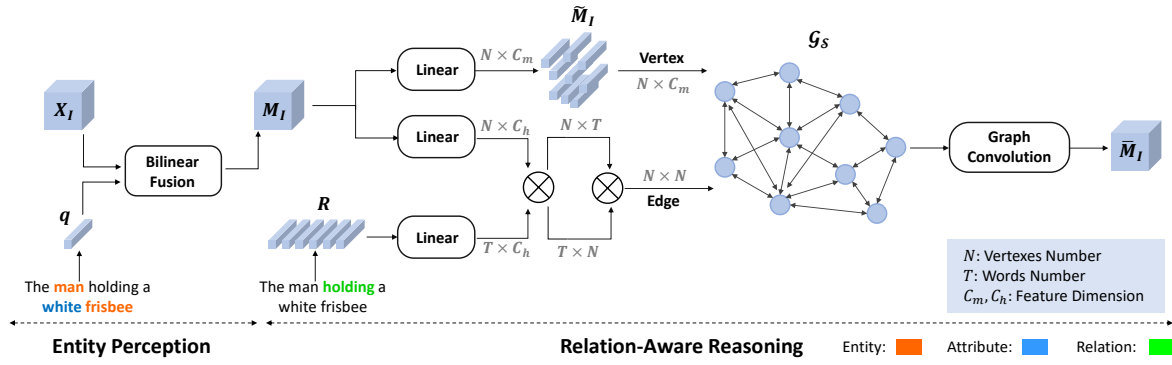 X_I
q
The man holding a
white frisbee
Bilinear
Fusion
M_I
R
The man holding a
white frisbee
Linear
N × C_m
Linear
N × C_h
Linear
T × C_h
M̃_I
N × T
T × N
Vertex
N × C_m
N × N
Edge
𝒢_𝒮
Graph
Convolution
M̄_I
N: Vertexes Number
T: Words Number
C_m, C_h: Feature Dimension
Entity Perception
Relation-Aware Reasoning
Entity:
Attribute:
Relation: